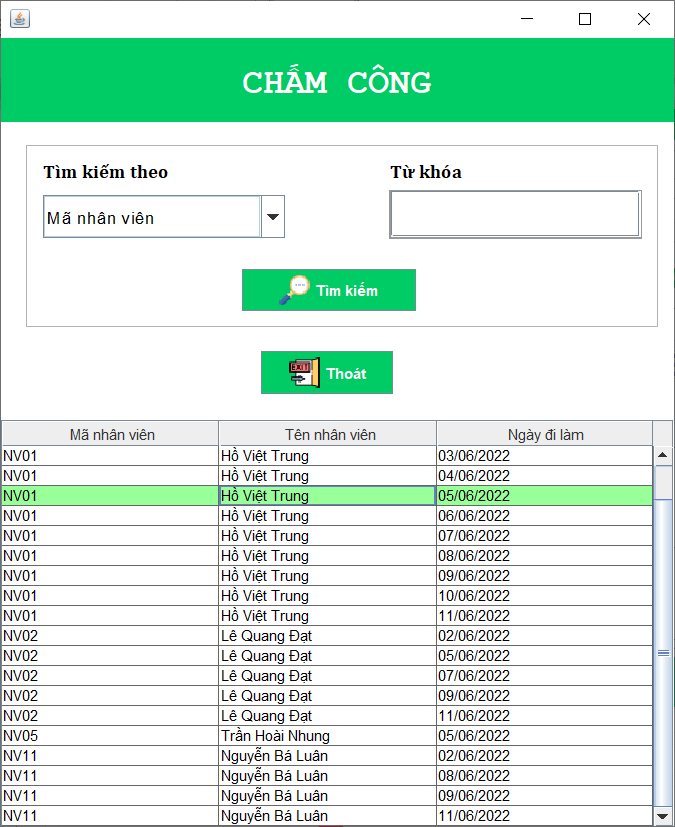 CHẤM CÔNG
Tìm kiếm theo Từ khóa
Mã nhân viên
Tìm kiếm
EXIT Thoát
Mã nhân viên Tên nhân viên Ngày đi làm
NV01 Hồ Việt Trung 03/06/2022
NV01 Hồ Việt Trung 04/06/2022
NV01 Hồ Việt Trung 05/06/2022
NV01 Hồ Việt Trung 06/06/2022
NV01 Hồ Việt Trung 07/06/2022
NV01 Hồ Việt Trung 08/06/2022
NV01 Hồ Việt Trung 09/06/2022
NV01 Hồ Việt Trung 10/06/2022
NV01 Hồ Việt Trung 11/06/2022
NV02 Lê Quang Đạt 02/06/2022
NV02 Lê Quang Đạt 05/06/2022
NV02 Lê Quang Đạt 07/06/2022
NV02 Lê Quang Đạt 09/06/2022
NV02 Lê Quang Đạt 11/06/2022
NV05 Trần Hoài Nhung 05/06/2022
NV11 Nguyễn Bá Luân 02/06/2022
NV11 Nguyễn Bá Luân 08/06/2022
NV11 Nguyễn Bá Luân 09/06/2022
NV11 Nguyễn Bá Luân 11/06/2022